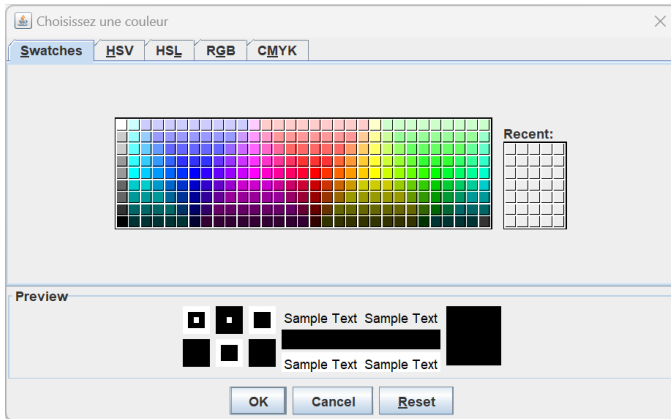 Choisissez une couleur
Swatches HSV HSL RGB CMYK
Recent:
Preview
Sample Text Sample Text
Sample Text Sample Text
OK Cancel Reset